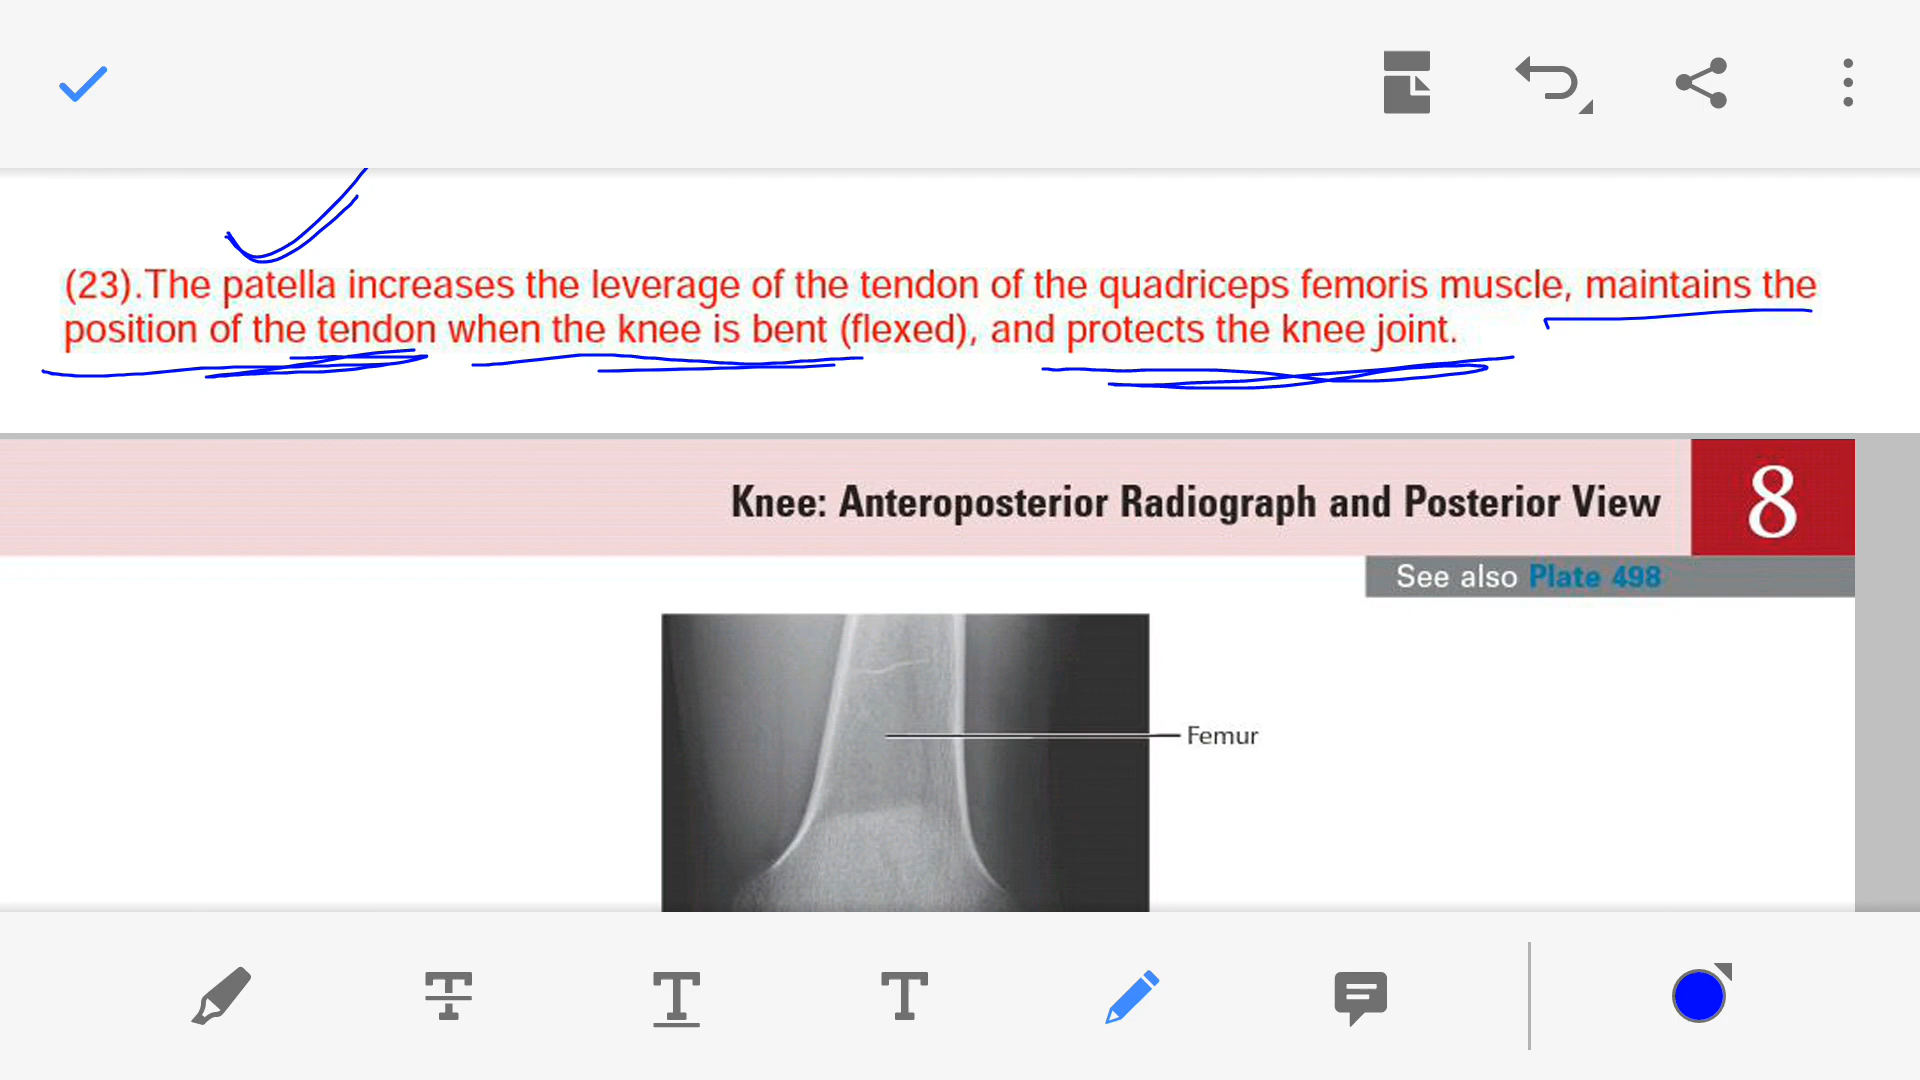 (23).The patella increases the leverage of the tendon of the quadriceps femoris muscle, maintains the
position of the tendon when the knee is bent (flexed), and protects the knee joint.
Knee: Anteroposterior Radiograph and Posterior View
8
See also Plate 498
Femur